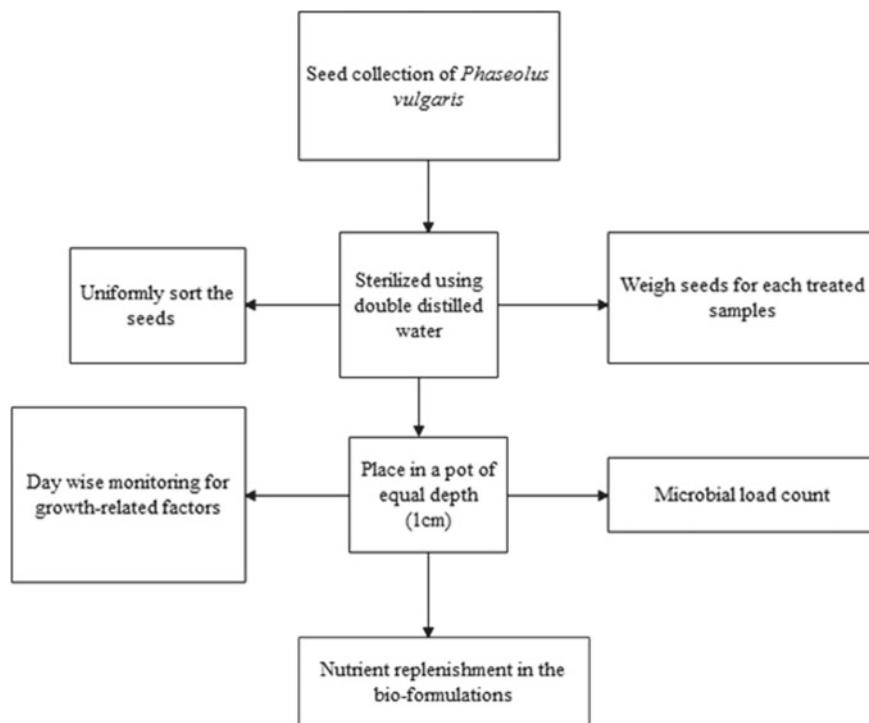 Seed collection of Phaseolus
vulgaris
Uniformly sort the
seeds
Sterilized using
double distilled
water
Weigh seeds for each treated
samples
Day wise monitoring for
growth-related factors
Place in a pot of
equal depth
(1cm)
Microbial load count
Nutrient replenishment in the
bio-formulations